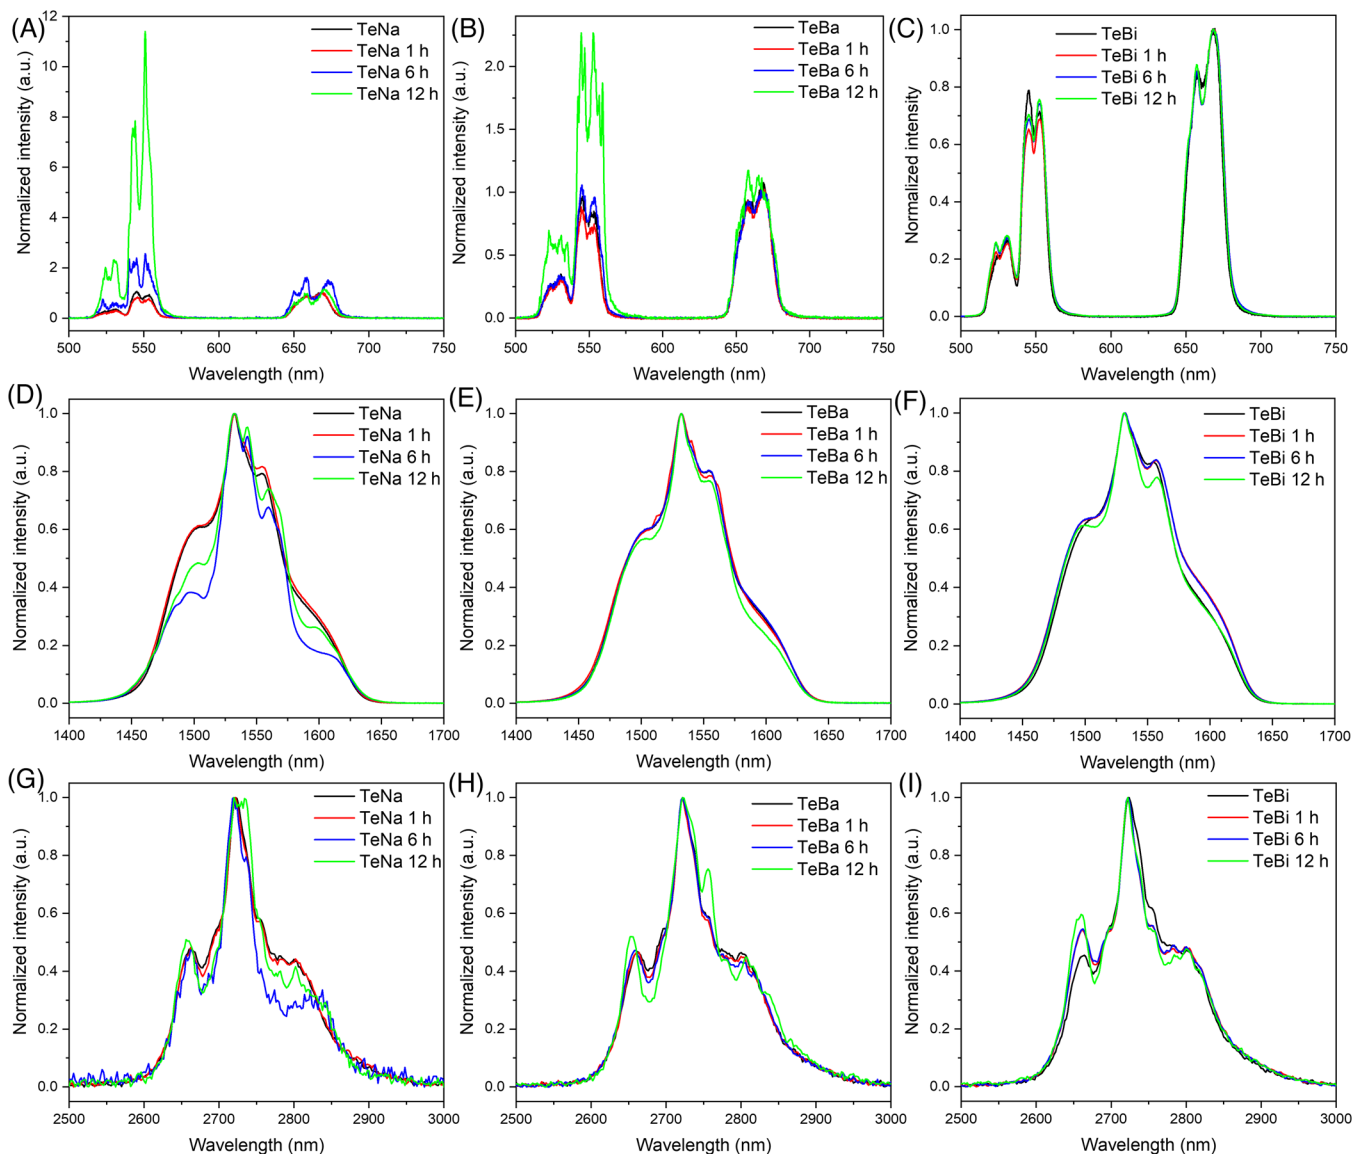 (A)
Normalized intensity (a.u.)
12
10
8
6
4
2
0
TeNa
TeNa 1 h
TeNa 6 h
TeNa 12 h
500 550 600 650 700 750
Wavelength (nm)
(B)
Normalized intensity (a.u.)
2.0
1.5
1.0
0.5
0.0
TeBa
TeBa 1 h
TeBa 6 h
TeBa 12 h
500 550 600 650 700 750
Wavelength (nm)
(C)
Normalized intensity
1.0
0.8
0.6
0.4
0.2
0.0
TeBi
TeBi 1 h
TeBi 6 h
TeBi 12 h
500 550 600 650 700 750
Wavelength (nm)
(D)
Normalized intensity (a.u.)
1.0
0.8
0.6
0.4
0.2
0.0
TeNa
TeNa 1 h
TeNa 6 h
TeNa 12 h
1400 1450 1500 1550 1600 1650 1700
Wavelength (nm)
(E)
Normalized intensity (a.u.)
1.0
0.8
0.6
0.4
0.2
0.0
TeBa
TeBa 1 h
TeBa 6 h
TeBa 12 h
1400 1450 1500 1550 1600 1650 1700
Wavelength (nm)
(F)
Normalized intensity (a.u.)
1.0
0.8
0.6
0.4
0.2
0.0
TeBi
TeBi 1 h
TeBi 6 h
TeBi 12 h
1400 1450 1500 1550 1600 1650 1700
Wavelength (nm)
(G)
Normalized intensity (a.u.)
1.0
0.8
0.6
0.4
0.2
0.0
TeNa
TeNa 1 h
TeNa 6 h
TeNa 12 h
2500 2600 2700 2800 2900 3000
Wavelength (nm)
(H)
Normalized intensity (a.u.)
1.0
0.8
0.6
0.4
0.2
0.0
TeBa
TeBa 1 h
TeBa 6 h
TeBa 12 h
2500 2600 2700 2800 2900 3000
Wavelength (nm)
(I)
Normalized intensity (a.u.)
1.0
0.8
0.6
0.4
0.2
0.0
TeBi
TeBi 1 h
TeBi 6 h
TeBi 12 h
2500 2600 2700 2800 2900 3000
Wavelength (nm)